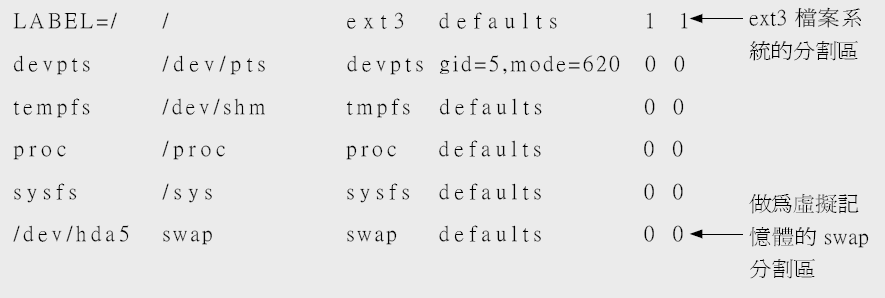 LABEL=/ / ext3 defaults 1 1
devpts /dev/pts devpts gid=5,mode=620 0 0
tempfs /dev/shm tmpfs defaults 0 0
proc /proc proc defaults 0 0
sysfs /sys sysfs defaults 0 0
/dev/hda5 swap swap defaults 0 0
ext3 檔案系
統的分割區
做為虛擬記
憶體的 swap
分割區